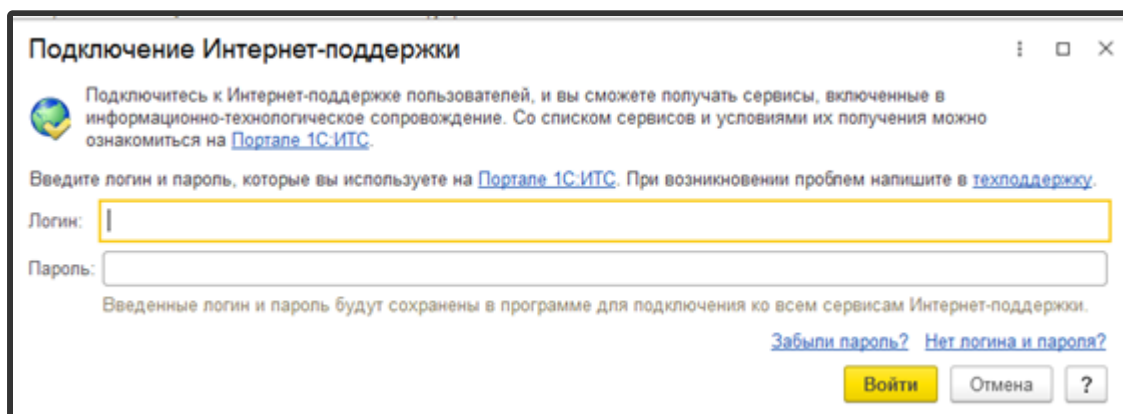 Подключение Интернет-поддержки
Подключитесь к Интернет-поддержке пользователей, и вы сможете получать сервисы, включенные в
информационно-технологическое сопровождение. Со списком сервисов и условиями их получения можно
ознакомиться на Портале 1С:ИТС.
Введите логин и пароль, которые вы используете на Портале 1С:ИТС. При возникновении проблем напишите в техподдержку.
Логин:
Пароль:
Введенные логин и пароль будут сохранены в программе для подключения ко всем сервисам Интернет-поддержки.
Забыли пароль? Нет логина и пароля?
Войти Отмена ?